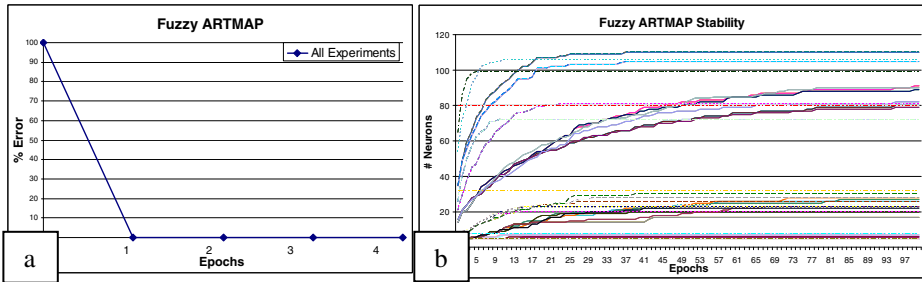 Fuzzy ARTMAP
100
90
80
70
60
50
40
30
20
10
% Error
All Experiments
1 2 3 4
Epochs
a
Fuzzy ARTMAP Stability
120
100
80
60
40
20
# Neurons
5 9 13 17 21 25 29 33 37 41 45 49 53 57 61 65 69 73 77 81 85 89 93 97
Epochs
b